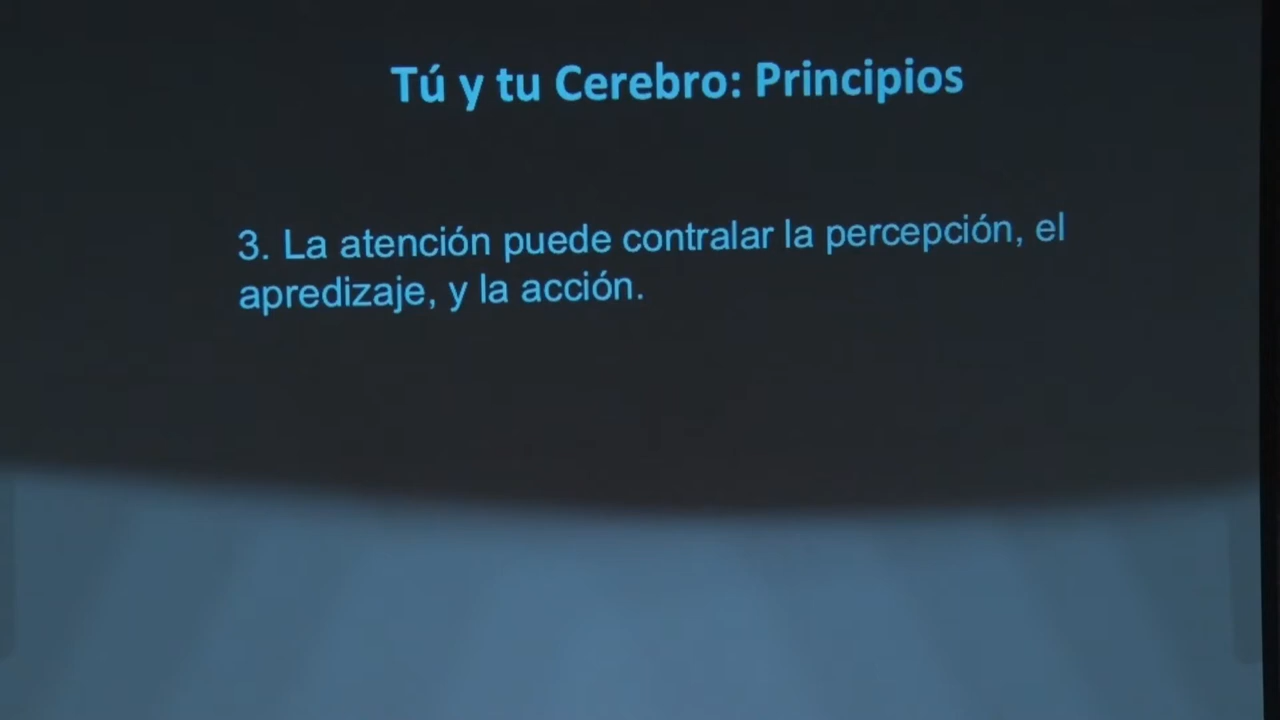 Tú y tu Cerebro: Principios
3. La atención puede contralar la percepción, el
apredizaje, y la acción.